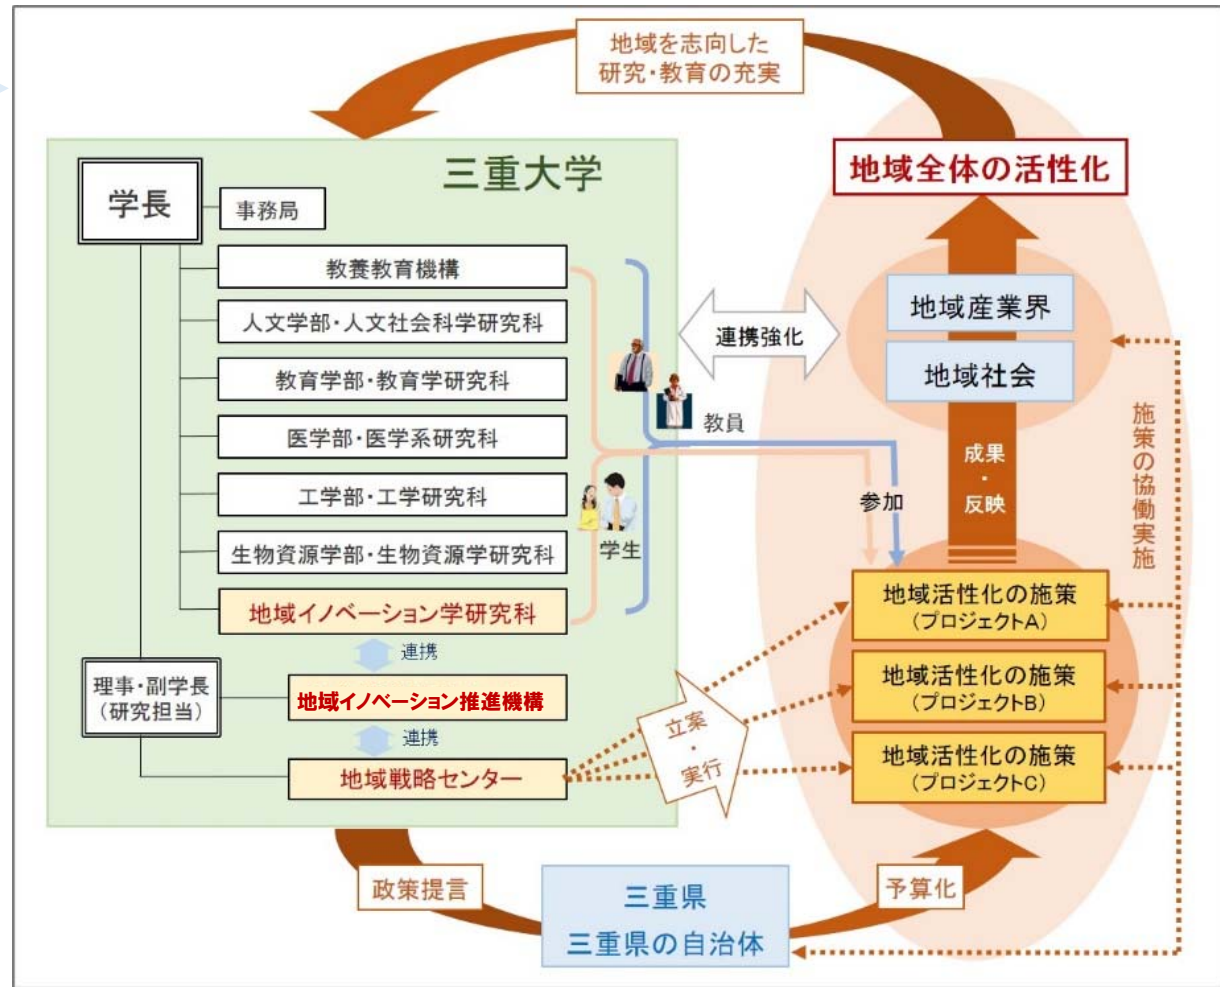 地域を志向した
研究・教育の充実
三重大学
学長
事務局
教養教育機構
人文学部・人文社会科学研究科
教育学部・教育学研究科
医学部・医学系研究科
工学部・工学研究科
生物資源学部・生物資源学研究科
地域イノベーション学研究科
連携
理事・副学長
(研究担当)
地域イノベーション推進機構
連携
地域戦略センター
教員
学生
連携強化
参加
立案
・
実行
地域全体の活性化
地域産業界
地域社会
成果
・
反映
施策の協働実施
地域活性化の施策
(プロジェクトA)
地域活性化の施策
(プロジェクトB)
地域活性化の施策
(プロジェクトC)
政策提言
三重県
三重県の自治体
予算化